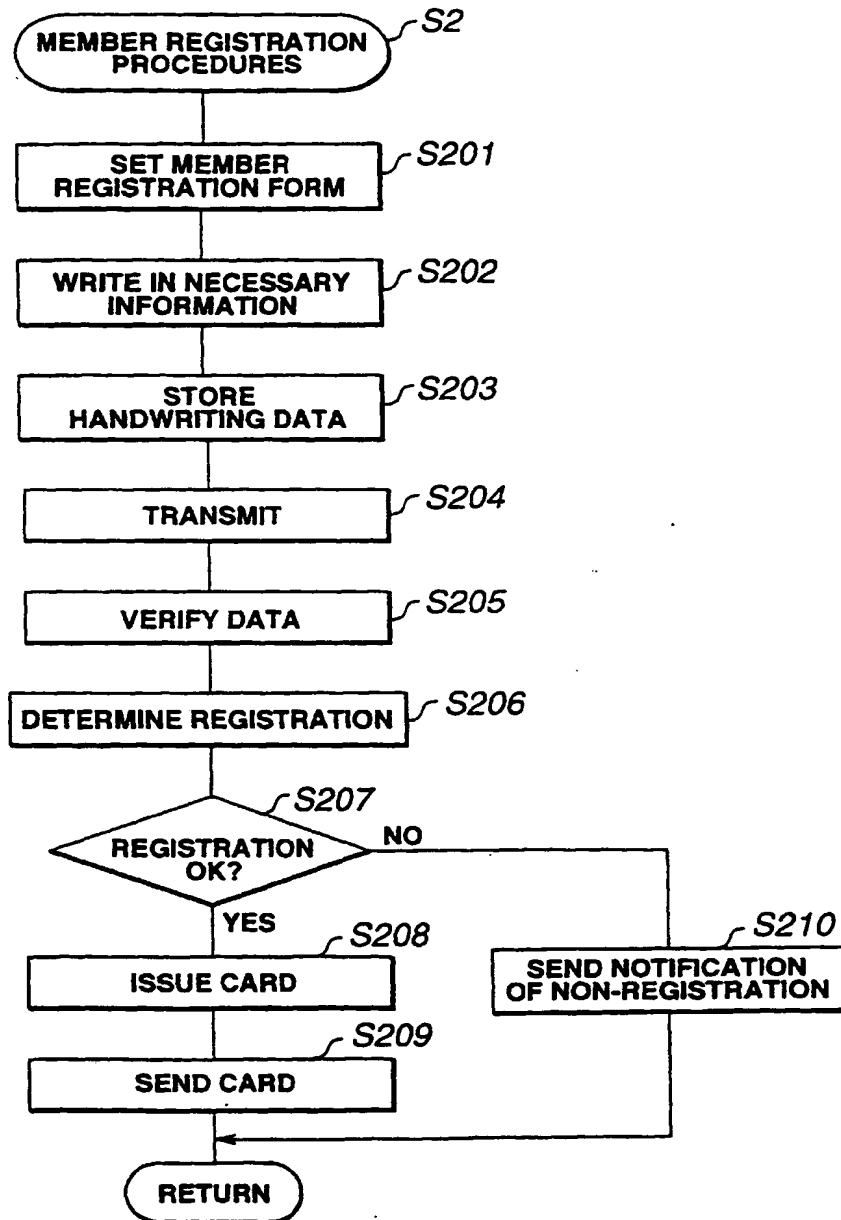 S2
MEMBER REGISTRATION
PROCEDURES
S201
SET MEMBER
REGISTRATION FORM
S202
WRITE IN NECESSARY
INFORMATION
S203
STORE
HANDWRITING DATA
S204
TRANSMIT
S205
VERIFY DATA
S206
DETERMINE REGISTRATION
S207
REGISTRATION
OK?
NO
YES
S208
ISSUE CARD
S210
SEND NOTIFICATION
OF NON-REGISTRATION
S209
SEND CARD
RETURN